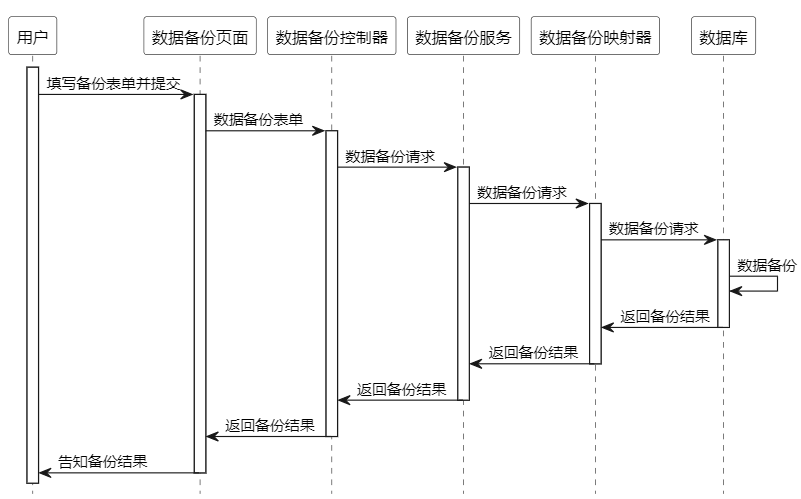 用户
数据备份页面
数据备份控制器
数据备份服务
数据备份映射器
数据库
填写备份表单并提交
数据备份表单
数据备份请求
数据备份请求
数据备份请求
数据备份
返回备份结果
返回备份结果
返回备份结果
返回备份结果
告知备份结果